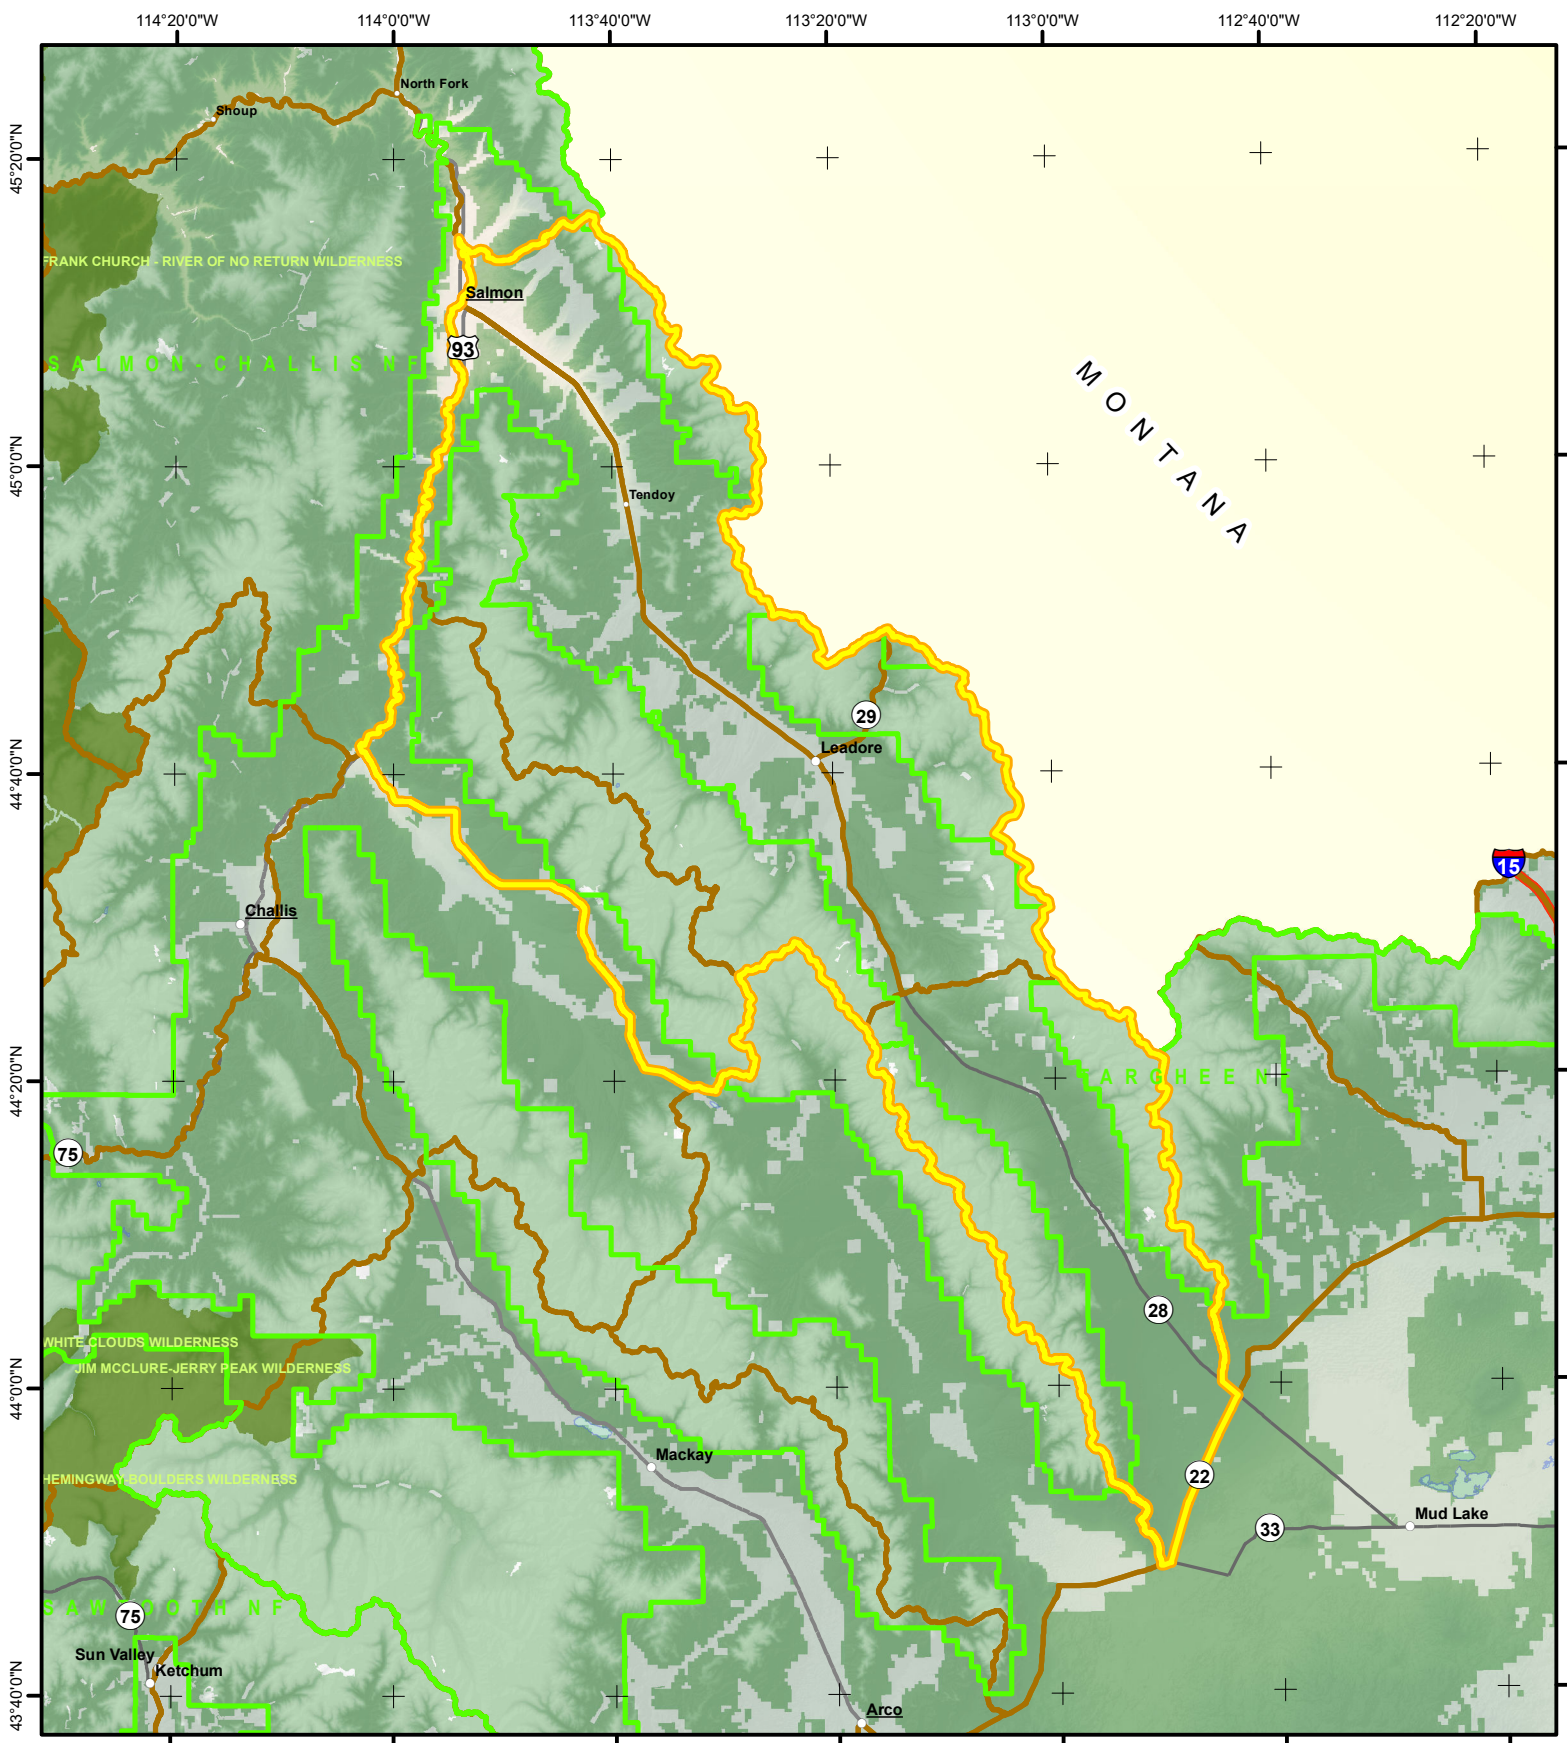 114°20'0"W
114°0'0"W
113°40'0"W
113°20'0"W
113°0'0"W
112°40'0"W
112°20'0"W
North Fork
Shoup
45°20'0"N
FRANK CHURCH - RIVER OF NO RETURN WILDERNESS
Salmon
93
SALMON-CHALLIS NF
MONTANA
45°0'0"N
Tendoy
29
Leadore
44°40'0"N
15
Challis
44°20'0"N
TARGHEE N
75
28
WHITE CLOUDS WILDERNESS
JIM MCCLURE-JERRY PEAK WILDERNESS
44°0'0"N
Mackay
HEMINGWAY-BOULDERS WILDERNESS
22
Mud Lake
33
SAWTOOTH NF
75
Sun Valley
Ketchum
43°40'0"N
Arco